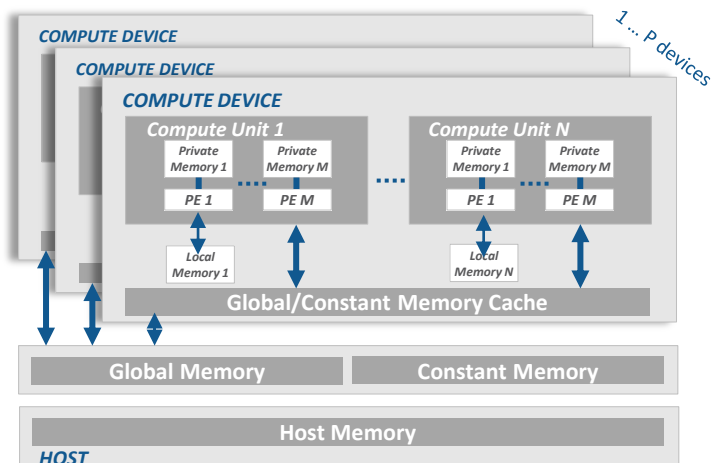 1 ... P devices
COMPUTE DEVICE
COMPUTE DEVICE
COMPUTE DEVICE
Compute Unit 1
Private
Memory 1
Private
Memory M
PE 1
PE M
Local
Memory 1
Compute Unit N
Private
Memory 1
Private
Memory M
PE 1
PE M
Local
Memory N
Global/Constant Memory Cache
Global Memory
Constant Memory
Host Memory
HOST